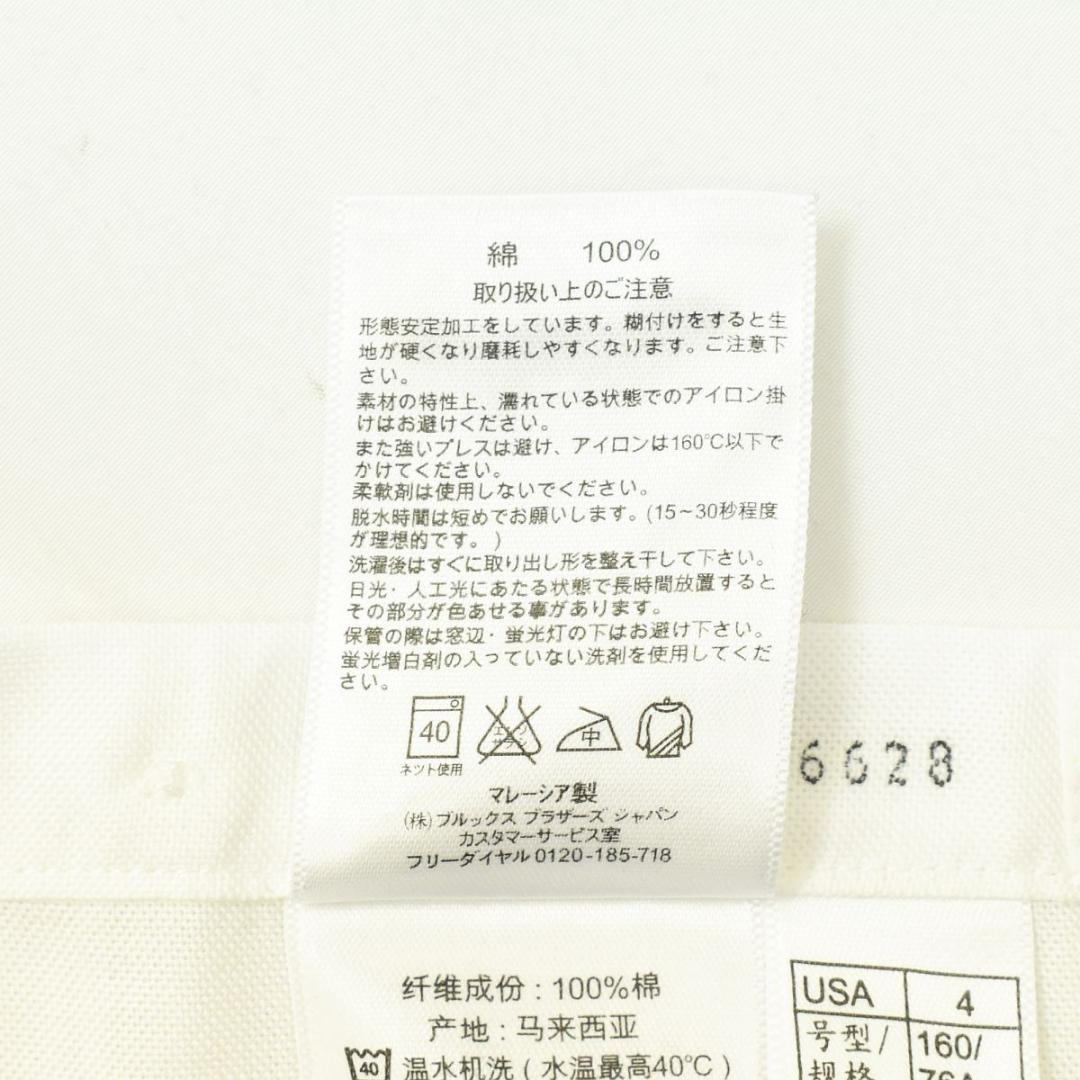 綿 100%
取り扱い上のご注意
形態安定加工をしています。糊付けをすると生
地が硬くなり磨耗しやすくなります。ご注意下
さい。
素材の特性上、濡れている状態でのアイロン掛
けはお避けください。
また強いプレスは避け、アイロンは160℃以下で
かけてください。
柔軟剤は使用しないでください。
脱水時間は短めでお願いします。(15~30秒程度
が理想的です。)
洗濯後はすぐに取り出し形を整え干して下さい。
日光・人工光にあたる状態で長時間放置すると
その部分が色あせる事があります。
保管の際は窓辺・蛍光灯の下はお避け下さい。
蛍光増白剤の入っていない洗剤を使用してくだ
さい。
40 エンソ サラシ 中
ネット使用
6628
マレーシア製
(株)ブルックス ブラザーズ ジャパン
カスタマーサービス室
フリーダイヤル 0120-185-718
纤维成份:100%棉
产地:马来西亚
40 温水机洗(水温最高40℃)
USA 4
号型/ 160/
规格 76A